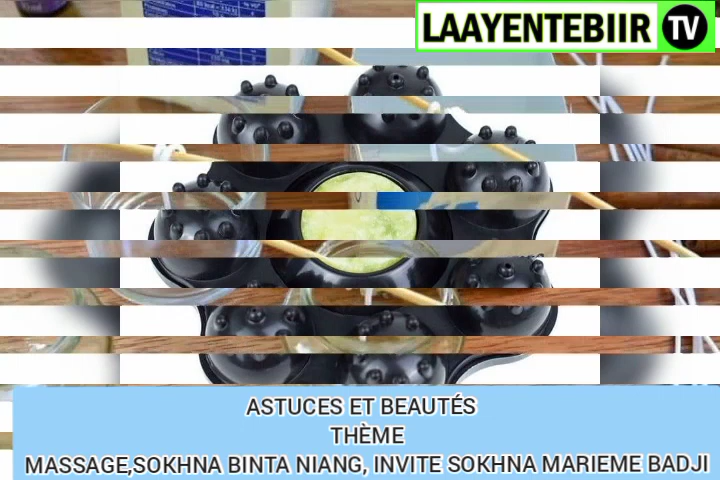 LAAYENTEBIIR TV
ASTUCES ET BEAUTÉS
THÈME
MASSAGE,SOKHNA BINTA NIANG, INVITE SOKHNA MARIEME BADJI